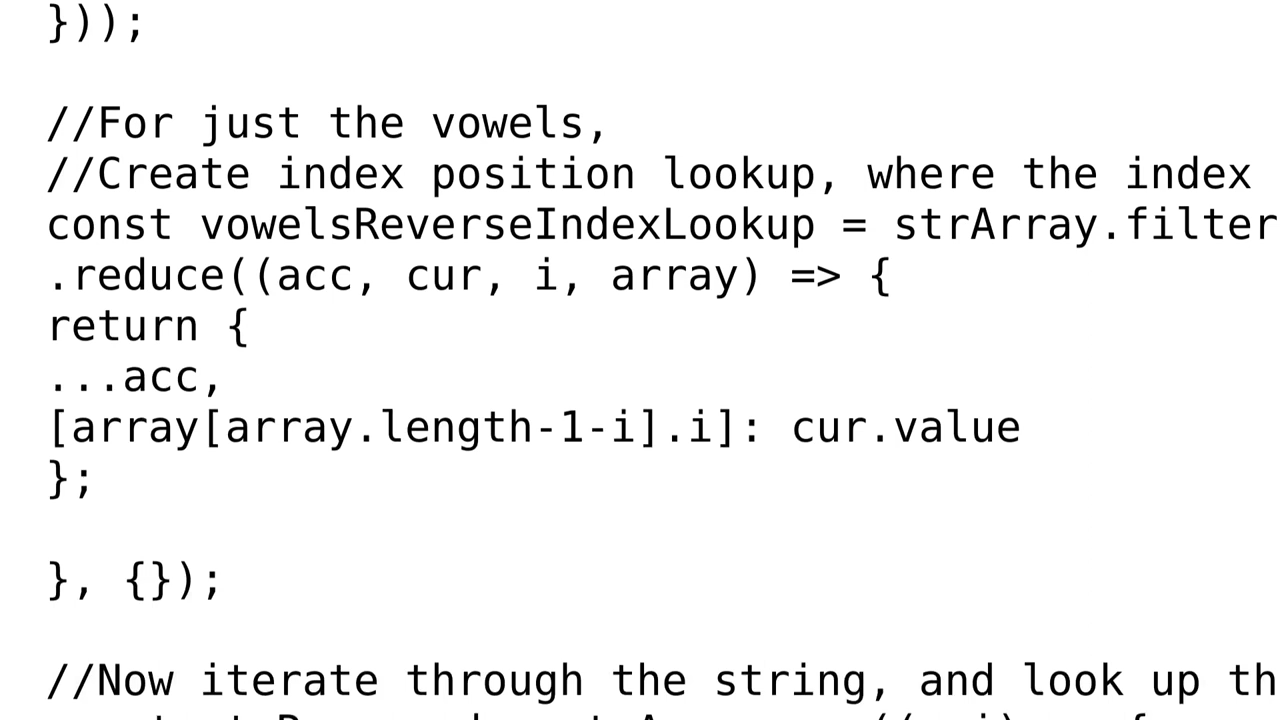 }));
//For just the vowels,
//Create index position lookup, where the index
const vowelsReverseIndexLookup = strArray.filter
.reduce((acc, cur, i, array) => {
return {
...acc,
[array[array.length-1-i].i]: cur.value
};
}, {});
//Now iterate through the string, and look up th